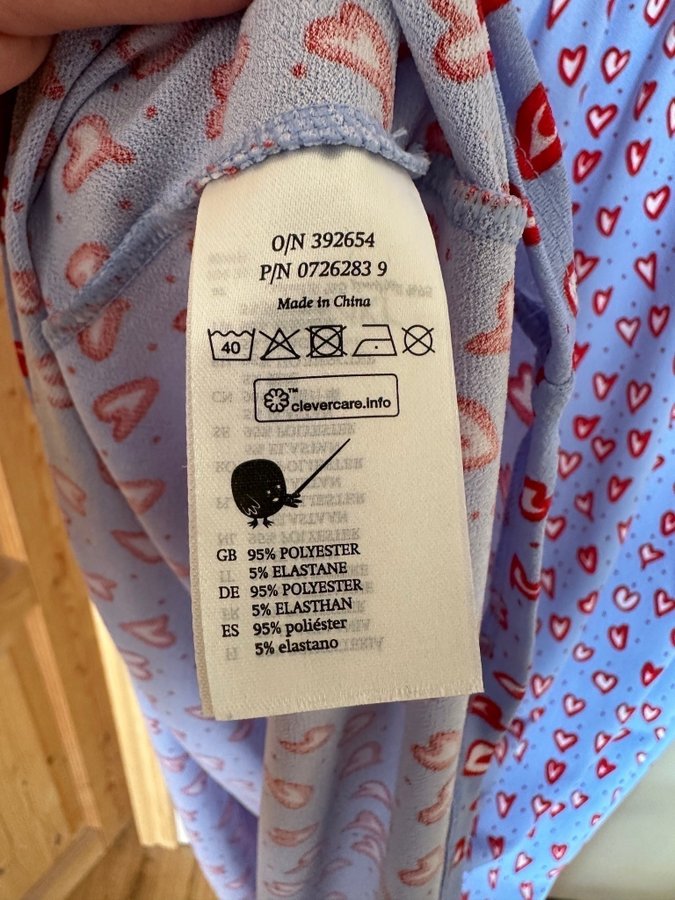 O/N 392654
P/N 0726283 9
Made in China
40
™ clevercare.info
GB 95% POLYESTER
5% ELASTANE
DE 95% POLYESTER
5% ELASTHAN
ES 95% poliéster
5% elastano